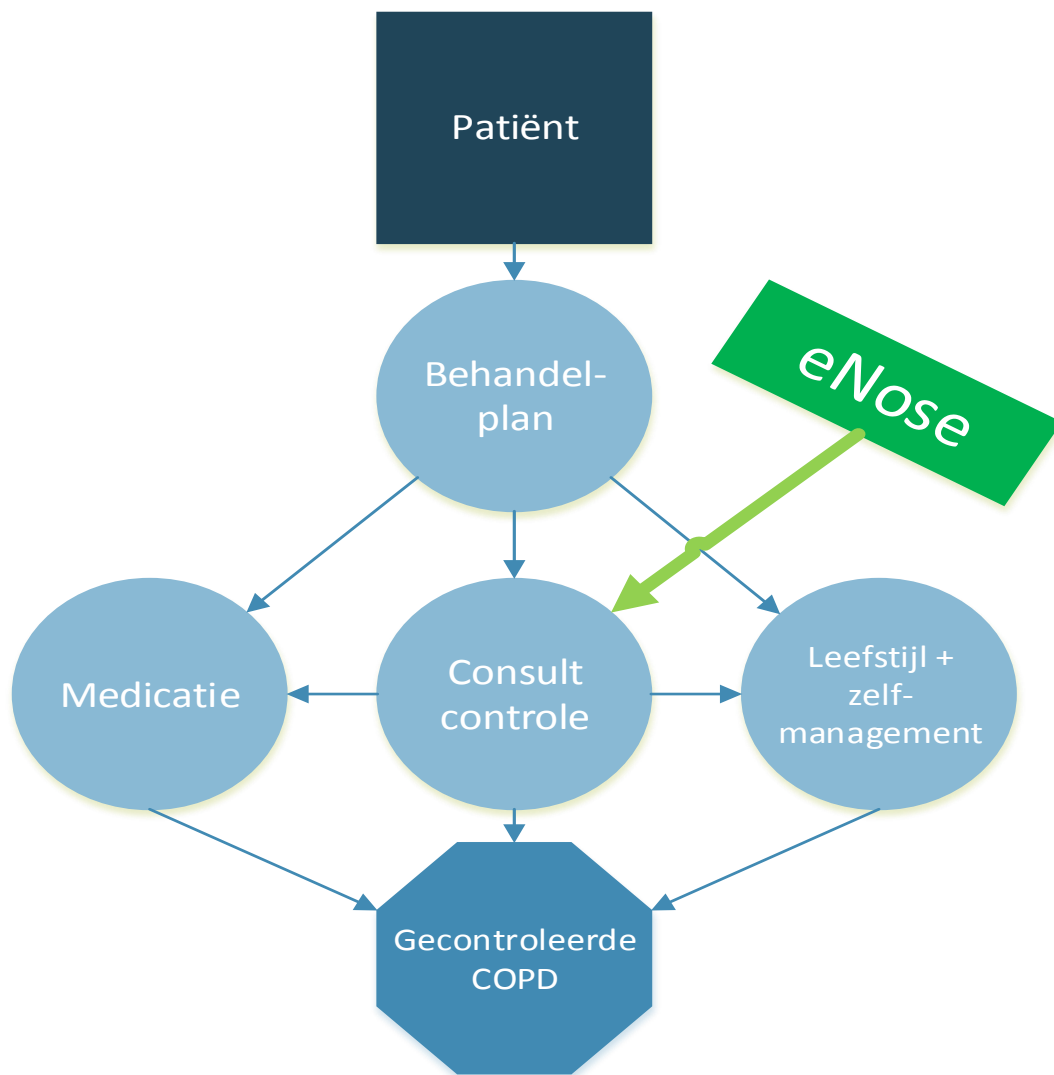 Patiënt
Behandel-
plan
eNose
Medicatie
Consult
controle
Leefstijl +
zelf-
management
Gecontroleerde
COPD